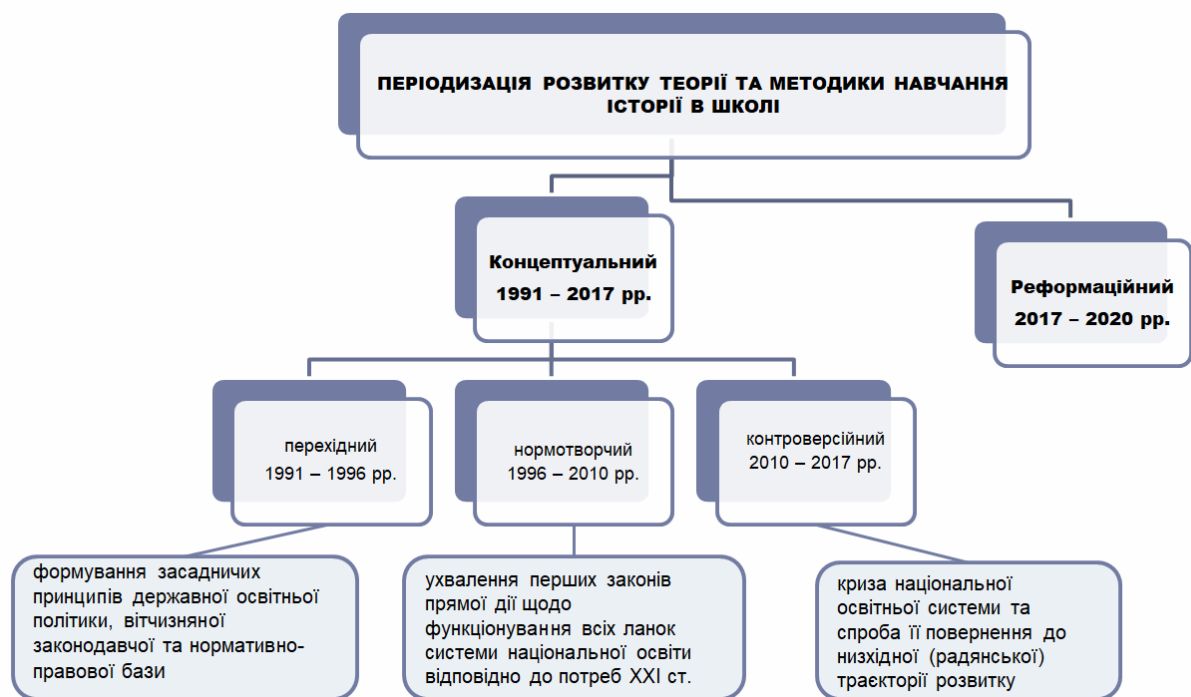 ПЕРІОДИЗАЦІЯ РОЗВИТКУ ТЕОРІЇ ТА МЕТОДИКИ НАВЧАННЯ
ІСТОРІЇ В ШКОЛІ
Концептуальний
1991 – 2017 рр.
Реформаційний
2017 – 2020 рр.
перехідний
1991 – 1996 рр.
нормотворчий
1996 – 2010 рр.
контроверсійний
2010 – 2017 рр.
формування засадничих
принципів державної освітньої
політики, вітчизняної
законодавчої та нормативно-
правової бази
ухвалення перших законів
прямої дії щодо
функціонування всіх ланок
системи національної освіти
відповідно до потреб ХХІ ст.
криза національної
освітньої системи та
спроба її повернення до
низхідної (радянської)
траєкторії розвитку